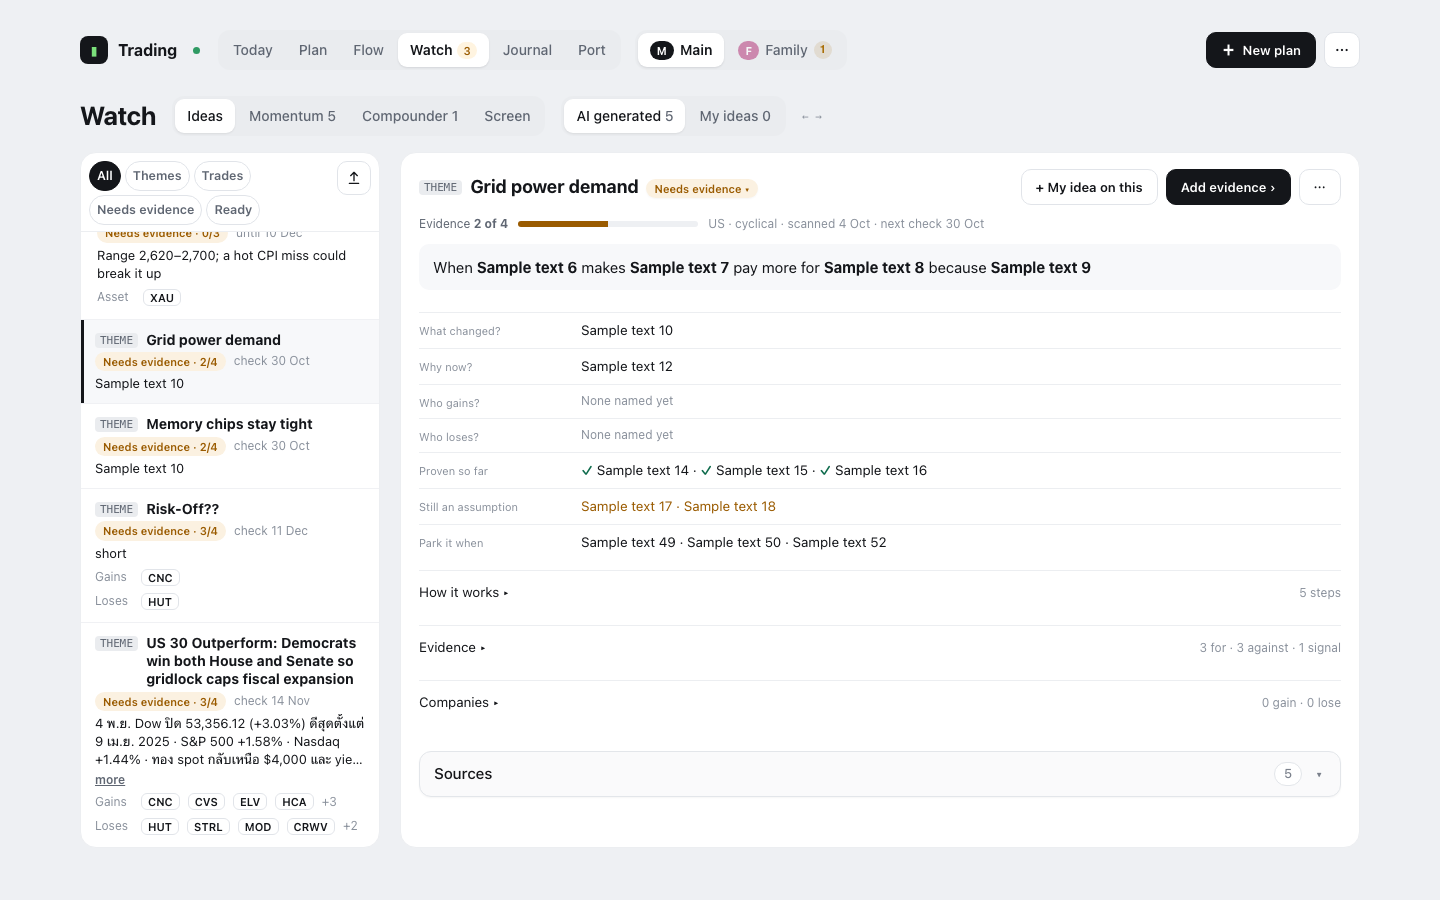 Trading Today Plan Flow Watch 3 Journal Port M Main F Family 1 + New plan ...
Watch Ideas Momentum 5 Compounder 1 Screen AI generated 5 My ideas 0 ← →
All Themes Trades
Needs evidence Ready
Needs evidence · 0/3 until 10 Dec
Range 2,620–2,700; a hot CPI miss could
break it up
Asset XAU
THEME Grid power demand
Needs evidence · 2/4 check 30 Oct
Sample text 10
THEME Memory chips stay tight
Needs evidence · 2/4 check 30 Oct
Sample text 10
THEME Risk-Off??
Needs evidence · 3/4 check 11 Dec
short
Gains CNC
Loses HUT
THEME US 30 Outperform: Democrats
win both House and Senate so
gridlock caps fiscal expansion
Needs evidence · 3/4 check 14 Nov
4 พ.ย. Dow ปิด 53,356.12 (+3.03%) ดีสุดตั้งแต่
9 เม.ย. 2025 · S&P 500 +1.58% · Nasdaq
+1.44% · ทอง spot กลับเหนือ $4,000 และ yie...
more
Gains CNC CVS ELV HCA +3
Loses HUT STRL MOD CRWV +2
THEME Grid power demand Needs evidence + My idea on this Add evidence › ...
Evidence 2 of 4 US · cyclical · scanned 4 Oct · next check 30 Oct
When Sample text 6 makes Sample text 7 pay more for Sample text 8 because Sample text 9
What changed? Sample text 10
Why now? Sample text 12
Who gains? None named yet
Who loses? None named yet
Proven so far ✓ Sample text 14 · ✓ Sample text 15 · ✓ Sample text 16
Still an assumption Sample text 17 · Sample text 18
Park it when Sample text 49 · Sample text 50 · Sample text 52
How it works ▸ 5 steps
Evidence ▸ 3 for · 3 against · 1 signal
Companies ▸ 0 gain · 0 lose
Sources 5 ▾